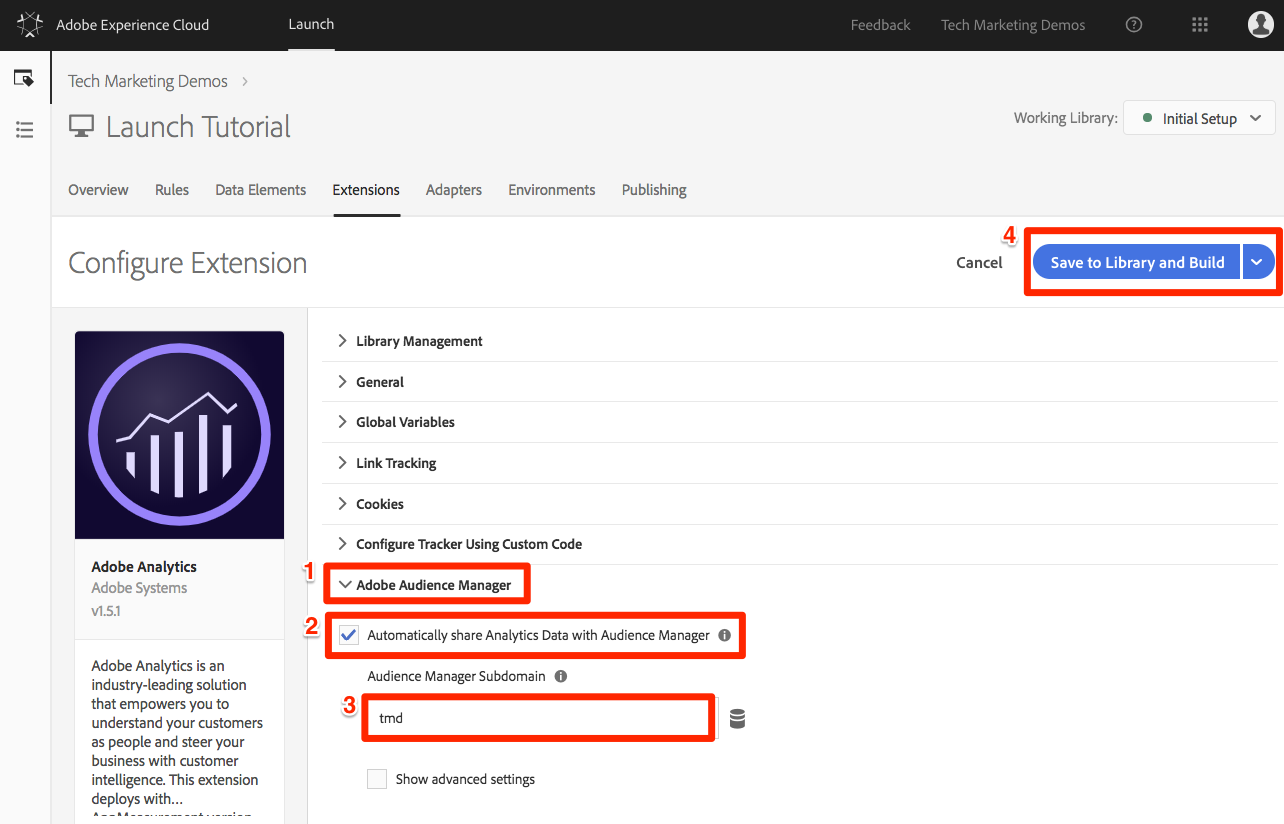 Adobe Experience Cloud
Launch
Feedback
Tech Marketing Demos
Tech Marketing Demos
Launch Tutorial
Working Library:
Initial Setup
Overview
Rules
Data Elements
Extensions
Adapters
Environments
Publishing
Configure Extension
Cancel
4
Save to Library and Build
Adobe Analytics
Adobe Systems
v1.5.1
Adobe Analytics is an
industry-leading solution
that empowers you to
understand your customers
as people and steer your
business with customer
intelligence. This extension
deploys with...
AppMeasurement version
Library Management
General
Global Variables
Link Tracking
Cookies
Configure Tracker Using Custom Code
1
Adobe Audience Manager
2
Automatically share Analytics Data with Audience Manager
Audience Manager Subdomain
3
tmd
Show advanced settings